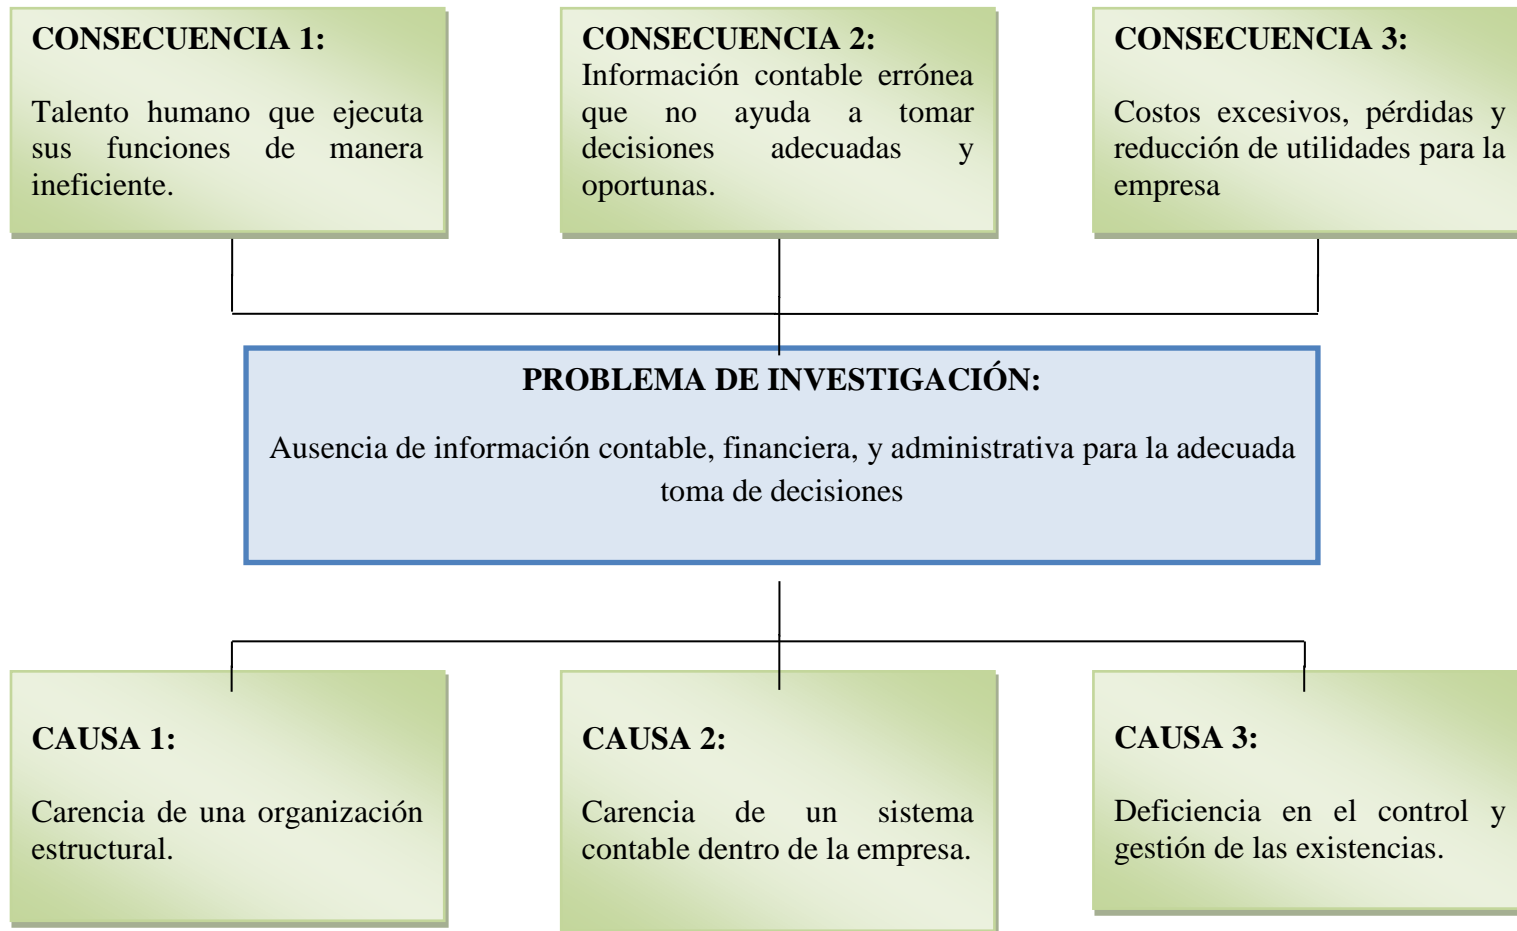 CONSECUENCIA 1:
Talento humano que ejecuta
sus funciones de manera
ineficiente.
CONSECUENCIA 2:
Información contable errónea
que no ayuda a tomar
decisiones adecuadas y
oportunas.
CONSECUENCIA 3:
Costos excesivos, pérdidas y
reducción de utilidades para la
empresa
PROBLEMA DE INVESTIGACIÓN:
Ausencia de información contable, financiera, y administrativa para la adecuada
toma de decisiones
CAUSA 1:
Carencia de una organización
estructural.
CAUSA 2:
Carencia de un sistema
contable dentro de la empresa.
CAUSA 3:
Deficiencia en el control y
gestión de las existencias.